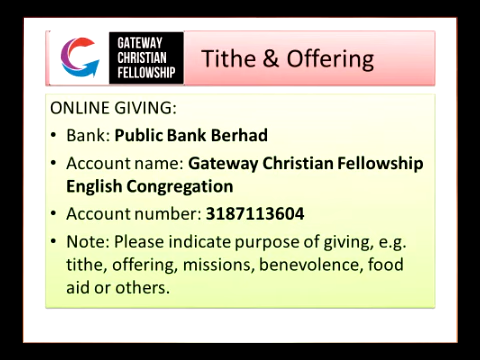 GATEWAY
CHRISTIAN
FELLOWSHIP
Tithe & Offering
ONLINE GIVING:
• Bank: Public Bank Berhad
• Account name: Gateway Christian Fellowship
English Congregation
• Account number: 3187113604
• Note: Please indicate purpose of giving, e.g.
tithe, offering, missions, benevolence, food
aid or others.